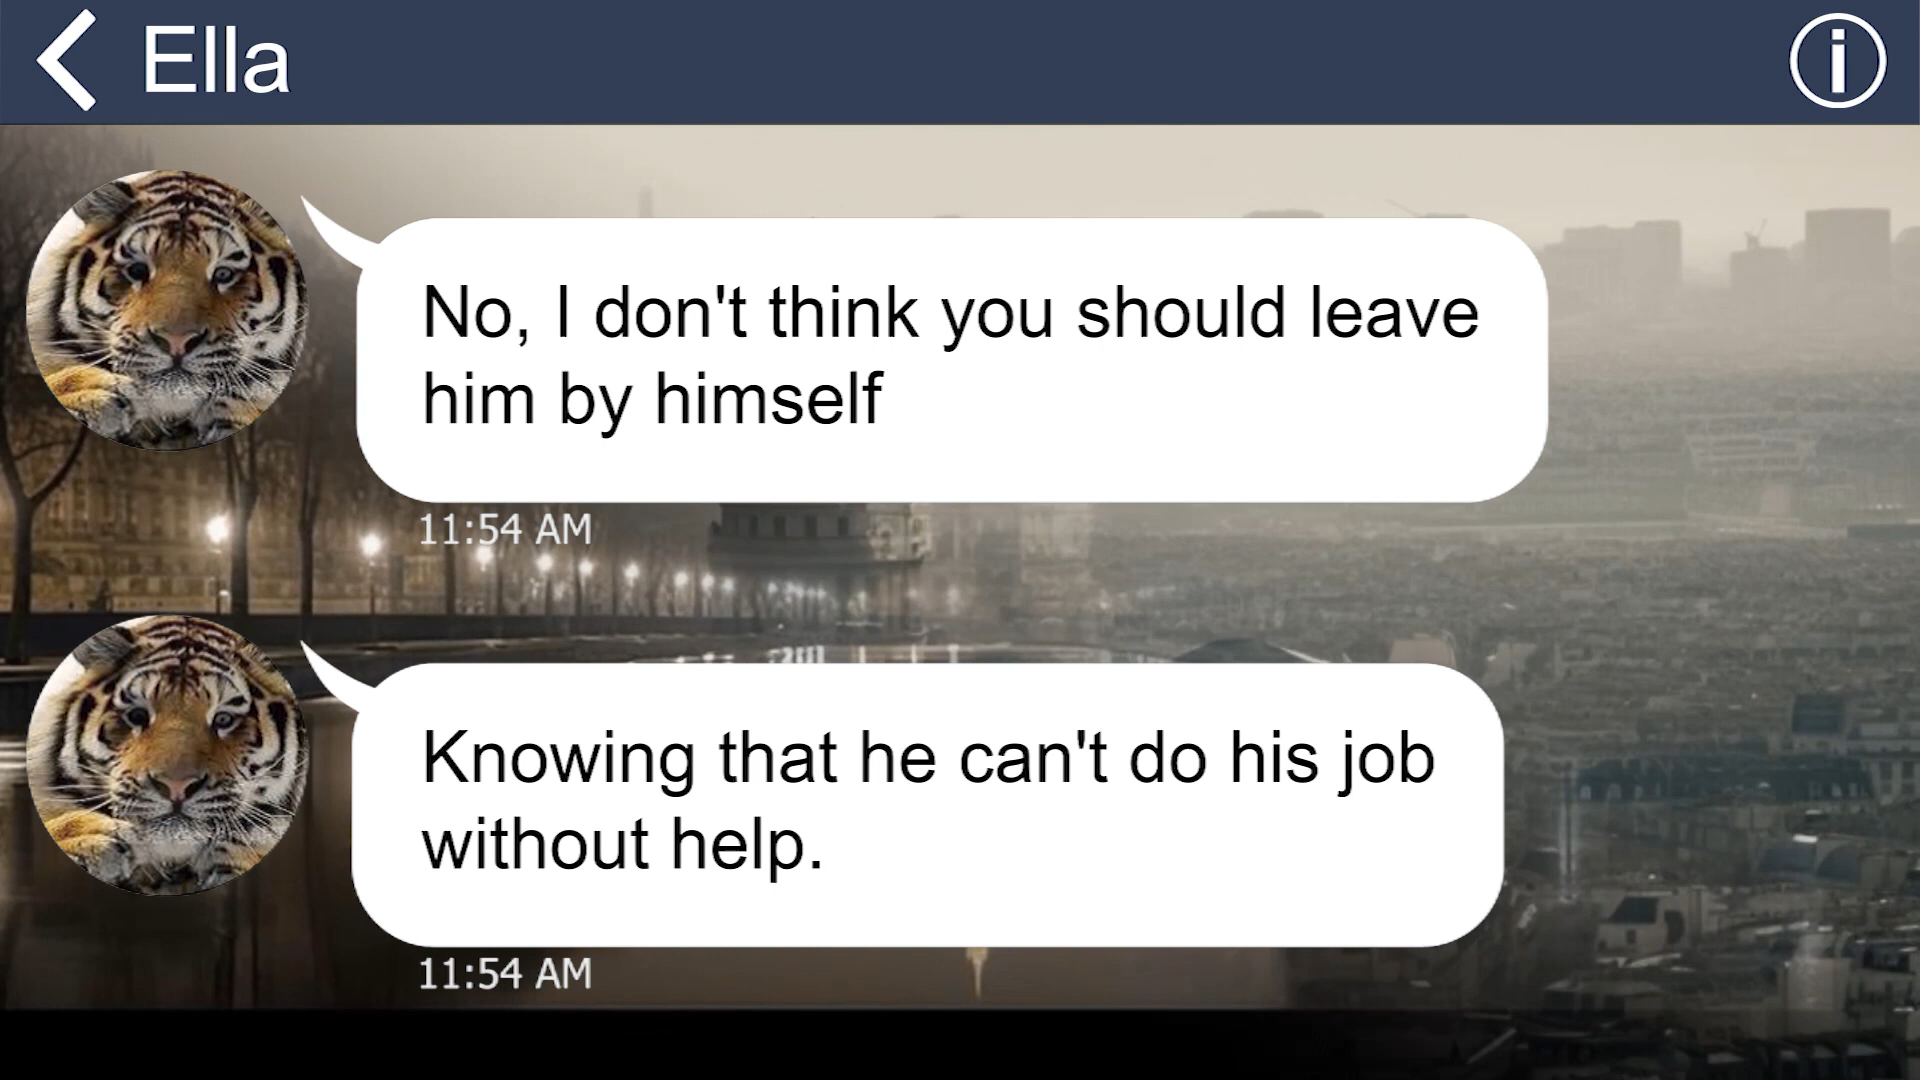 Ella
No, I don't think you should leave
him by himself
11:54 AM
Knowing that he can't do his job
without help.
11:54 AM